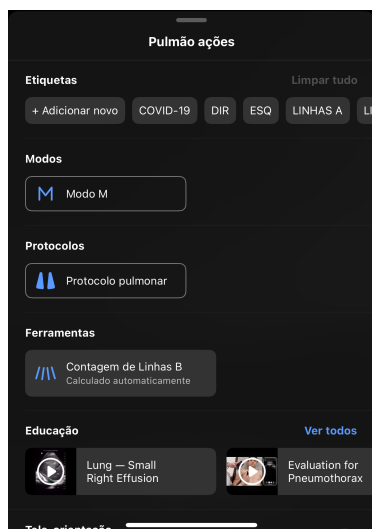 Pulmão ações
Etiquetas
Limpar tudo
+ Adicionar novo
COVID-19
DIR
ESQ
LINHAS A
Modos
Modo M
Protocolos
Protocolo pulmonar
Ferramentas
Contagem de Linhas B
Calculado automaticamente
Educação
Ver todos
Lung — Small
Right Effusion
Evaluation for
Pneumothorax